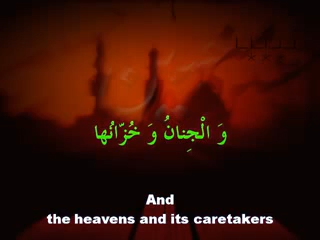 وَ الْجِنانُ وَ خُزّانُها
And
the heavens and its caretakers